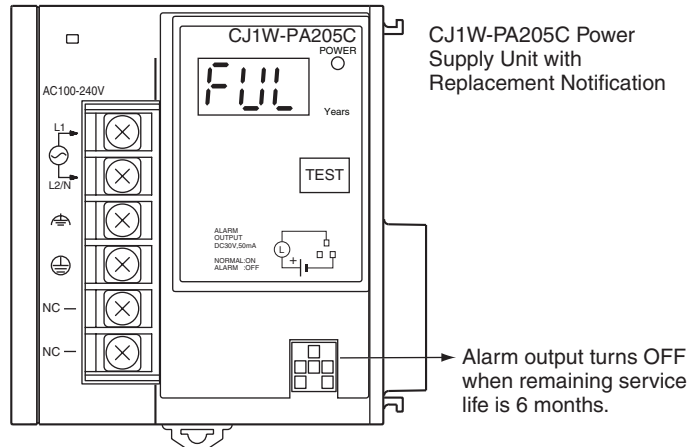 CJ1W-PA205C
POWER
FUL
Years
AC100-240V
L1
L2/N
NC
NC
TEST
ALARM
OUTPUT
DC30V,50mA
NORMAL:ON
ALARM :OFF
L
+
CJ1W-PA205C Power
Supply Unit with
Replacement Notification
Alarm output turns OFF
when remaining service
life is 6 months.